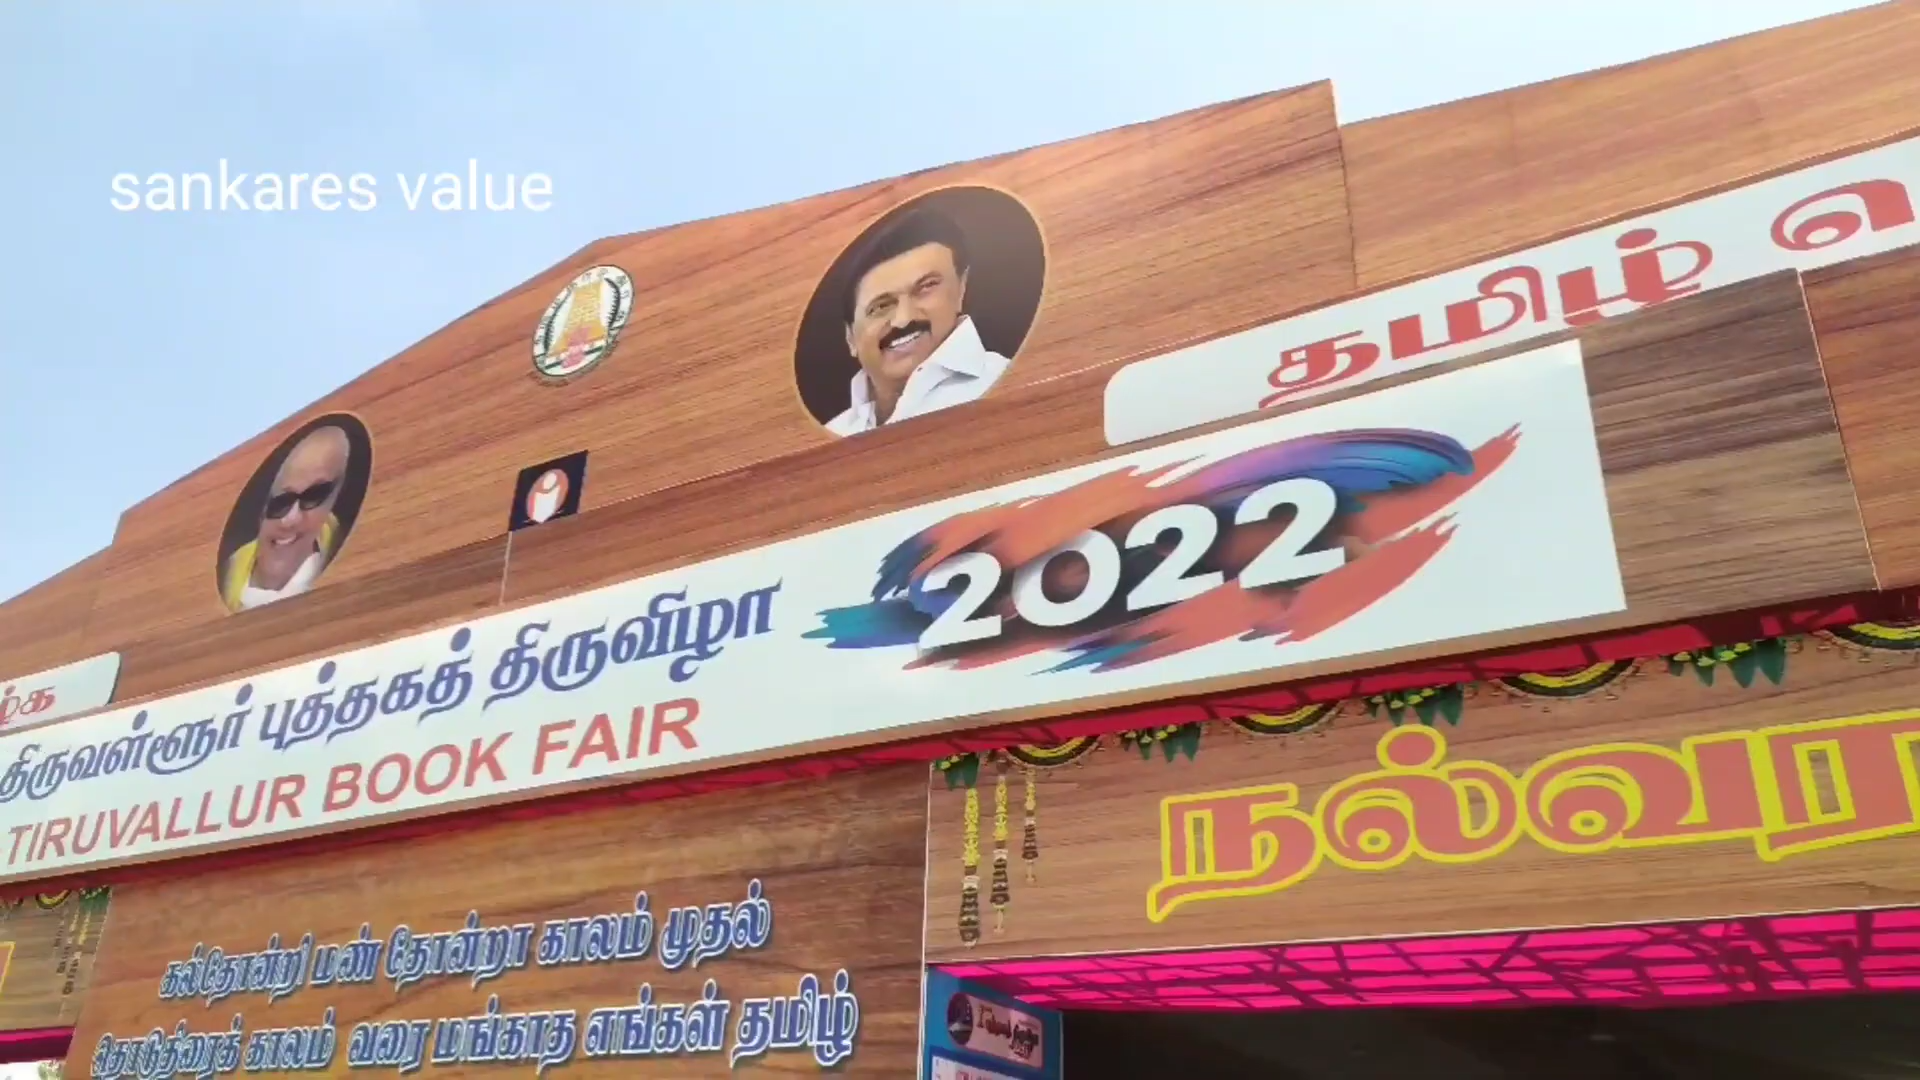 sankares value
தமிழ் வெ
ழ்க
திருவள்ளூர் புத்தகத் திருவிழா 2022
TIRUVALLUR BOOK FAIR
நல்வர
கல்தோன்றி மண் தோன்றா காலம் முதல்
தொடுதிரைக் காலம் வரை மங்காத எங்கள் தமிழ்